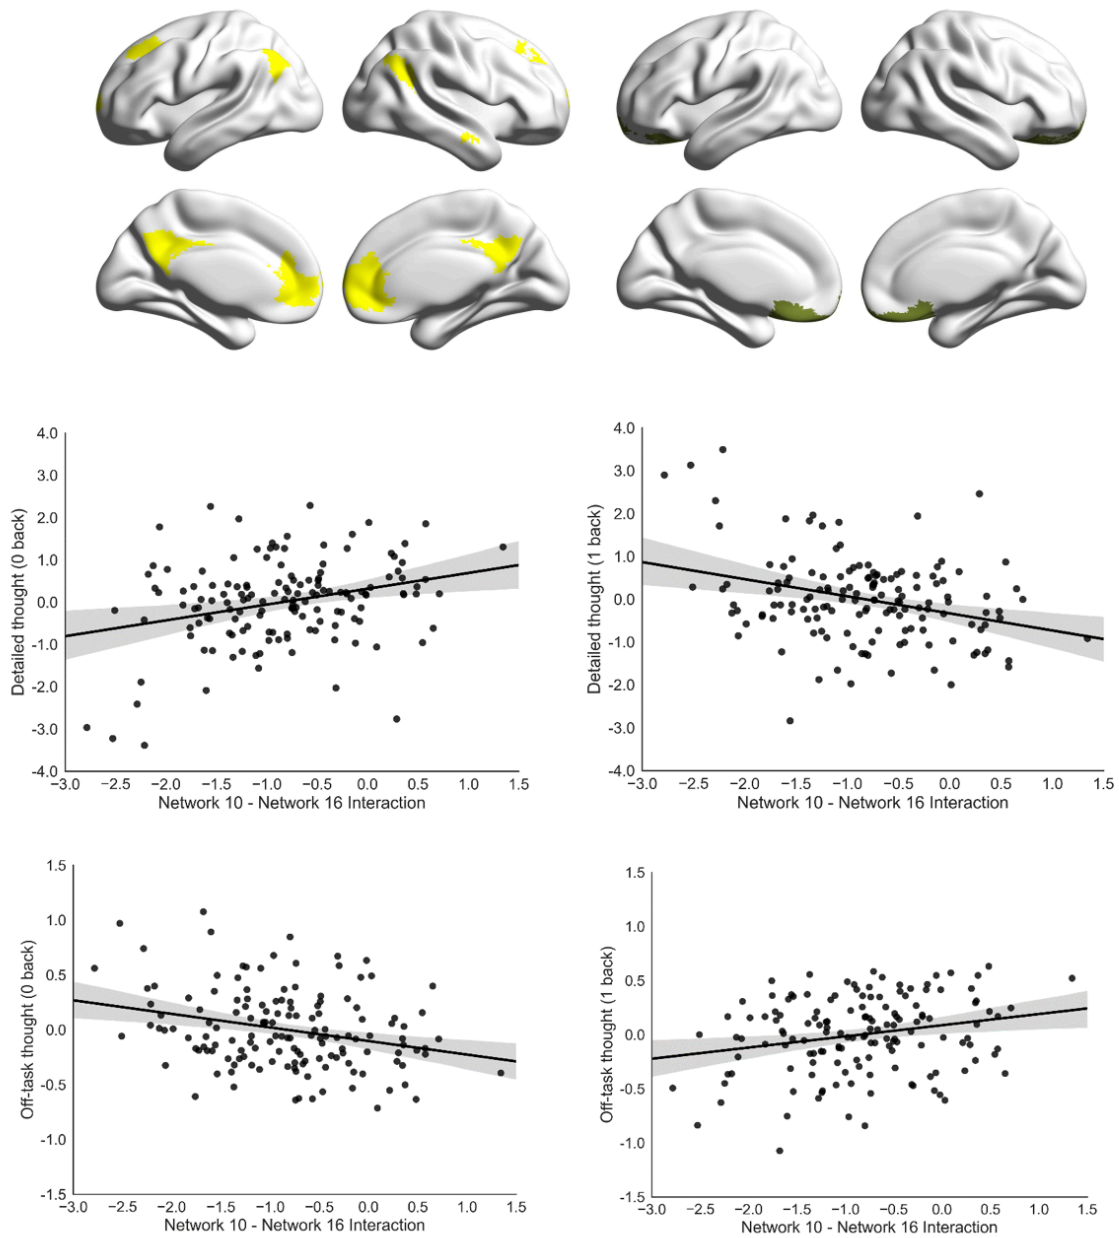 Detailed thought (0 back)
4.0
3.0
2.0
1.0
0.0
-1.0
-2.0
-3.0
-4.0
−3.0 −2.5 −2.0 −1.5 −1.0 −0.5 0.0 0.5 1.0 1.5
Network 10 - Network 16 Interaction
Detailed thought (1 back)
4.0
3.0
2.0
1.0
0.0
-1.0
-2.0
-3.0
-4.0
−3.0 −2.5 −2.0 −1.5 −1.0 −0.5 0.0 0.5 1.0 1.5
Network 10 - Network 16 Interaction
Off-task thought (0 back)
1.5
1.0
0.5
0.0
-0.5
-1.0
-1.5
−3.0 −2.5 −2.0 −1.5 −1.0 −0.5 0.0 0.5 1.0 1.5
Network 10 - Network 16 Interaction
Off-task thought (1 back)
1.5
1.0
0.5
0.0
-0.5
-1.0
-1.5
−3.0 −2.5 −2.0 −1.5 −1.0 −0.5 0.0 0.5 1.0 1.5
Network 10 - Network 16 Interaction